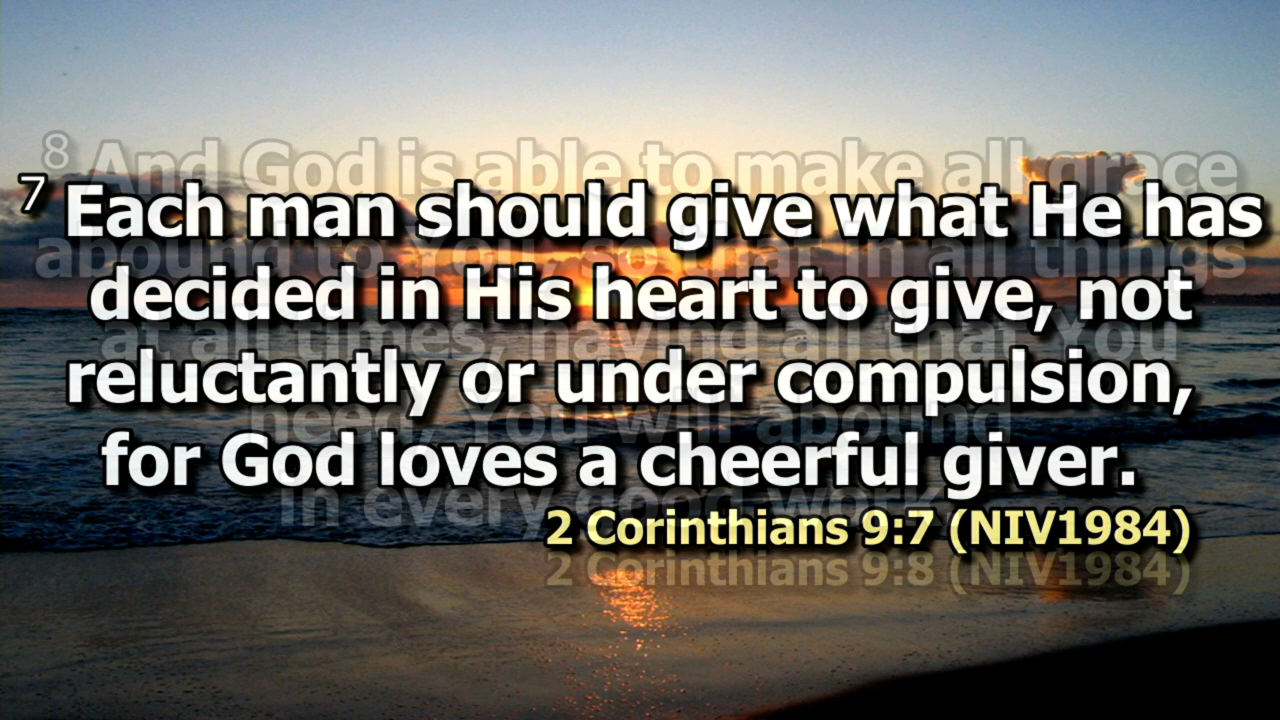 8 And God is able to make all grace
7 Each man should give what He has
abound to You, so that in all things
decided in His heart to give, not
at all times, having all that You
reluctantly or under compulsion,
need, You will abound
for God loves a cheerful giver.
in every good work.
2 Corinthians 9:7 (NIV1984)
2 Corinthians 9:8 (NIV1984)